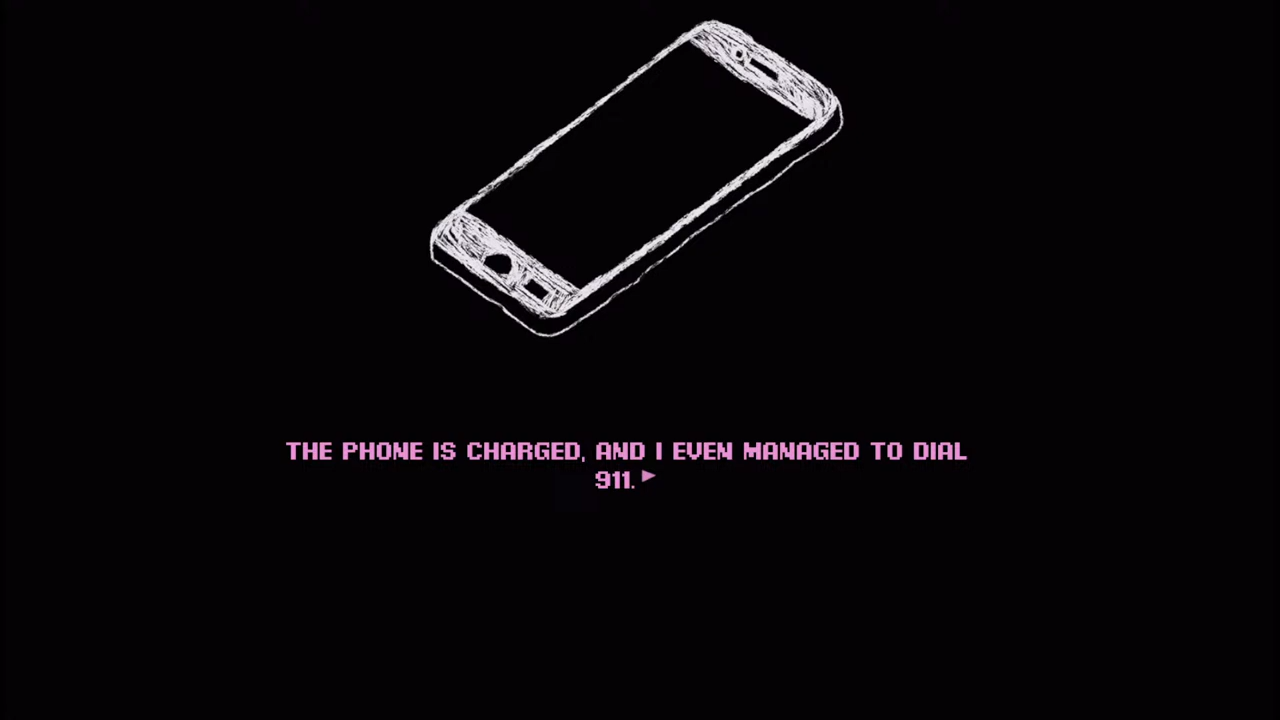 THE PHONE IS CHARGED, AND I EVEN MANAGED TO DIAL
911.